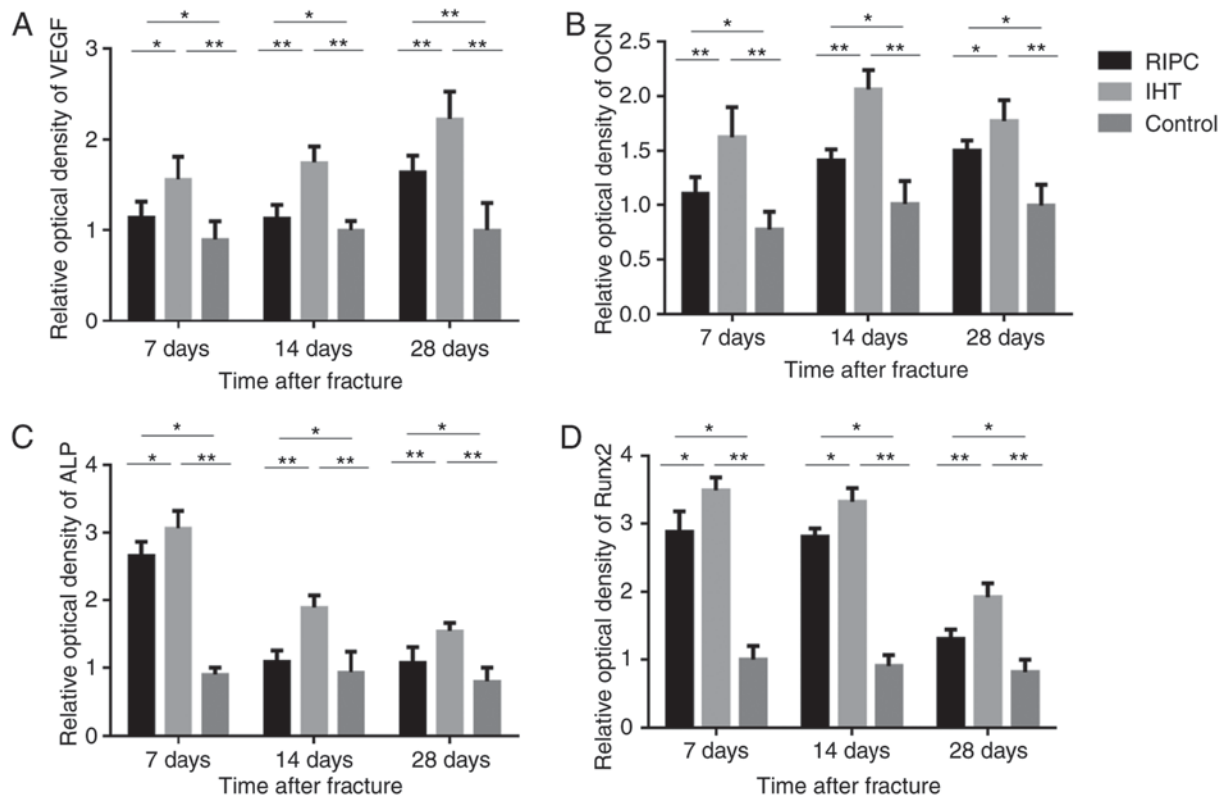 A
Relative optical density of VEGF
* * **
* ** ** ** ** **
3
2
1
0
7 days 14 days 28 days
Time after fracture
B
Relative optical density of OCN
* * *
** ** ** ** * **
2.5
2.0
1.5
1.0
0.5
0.0
7 days 14 days 28 days
Time after fracture
RIPC
IHT
Control
C
Relative optical density of ALP
* * *
* ** ** ** ** **
4
3
2
1
0
7 days 14 days 28 days
Time after fracture
D
Relative optical density of Runx2
* * *
* ** * ** ** **
4
3
2
1
0
7 days 14 days 28 days
Time after fracture